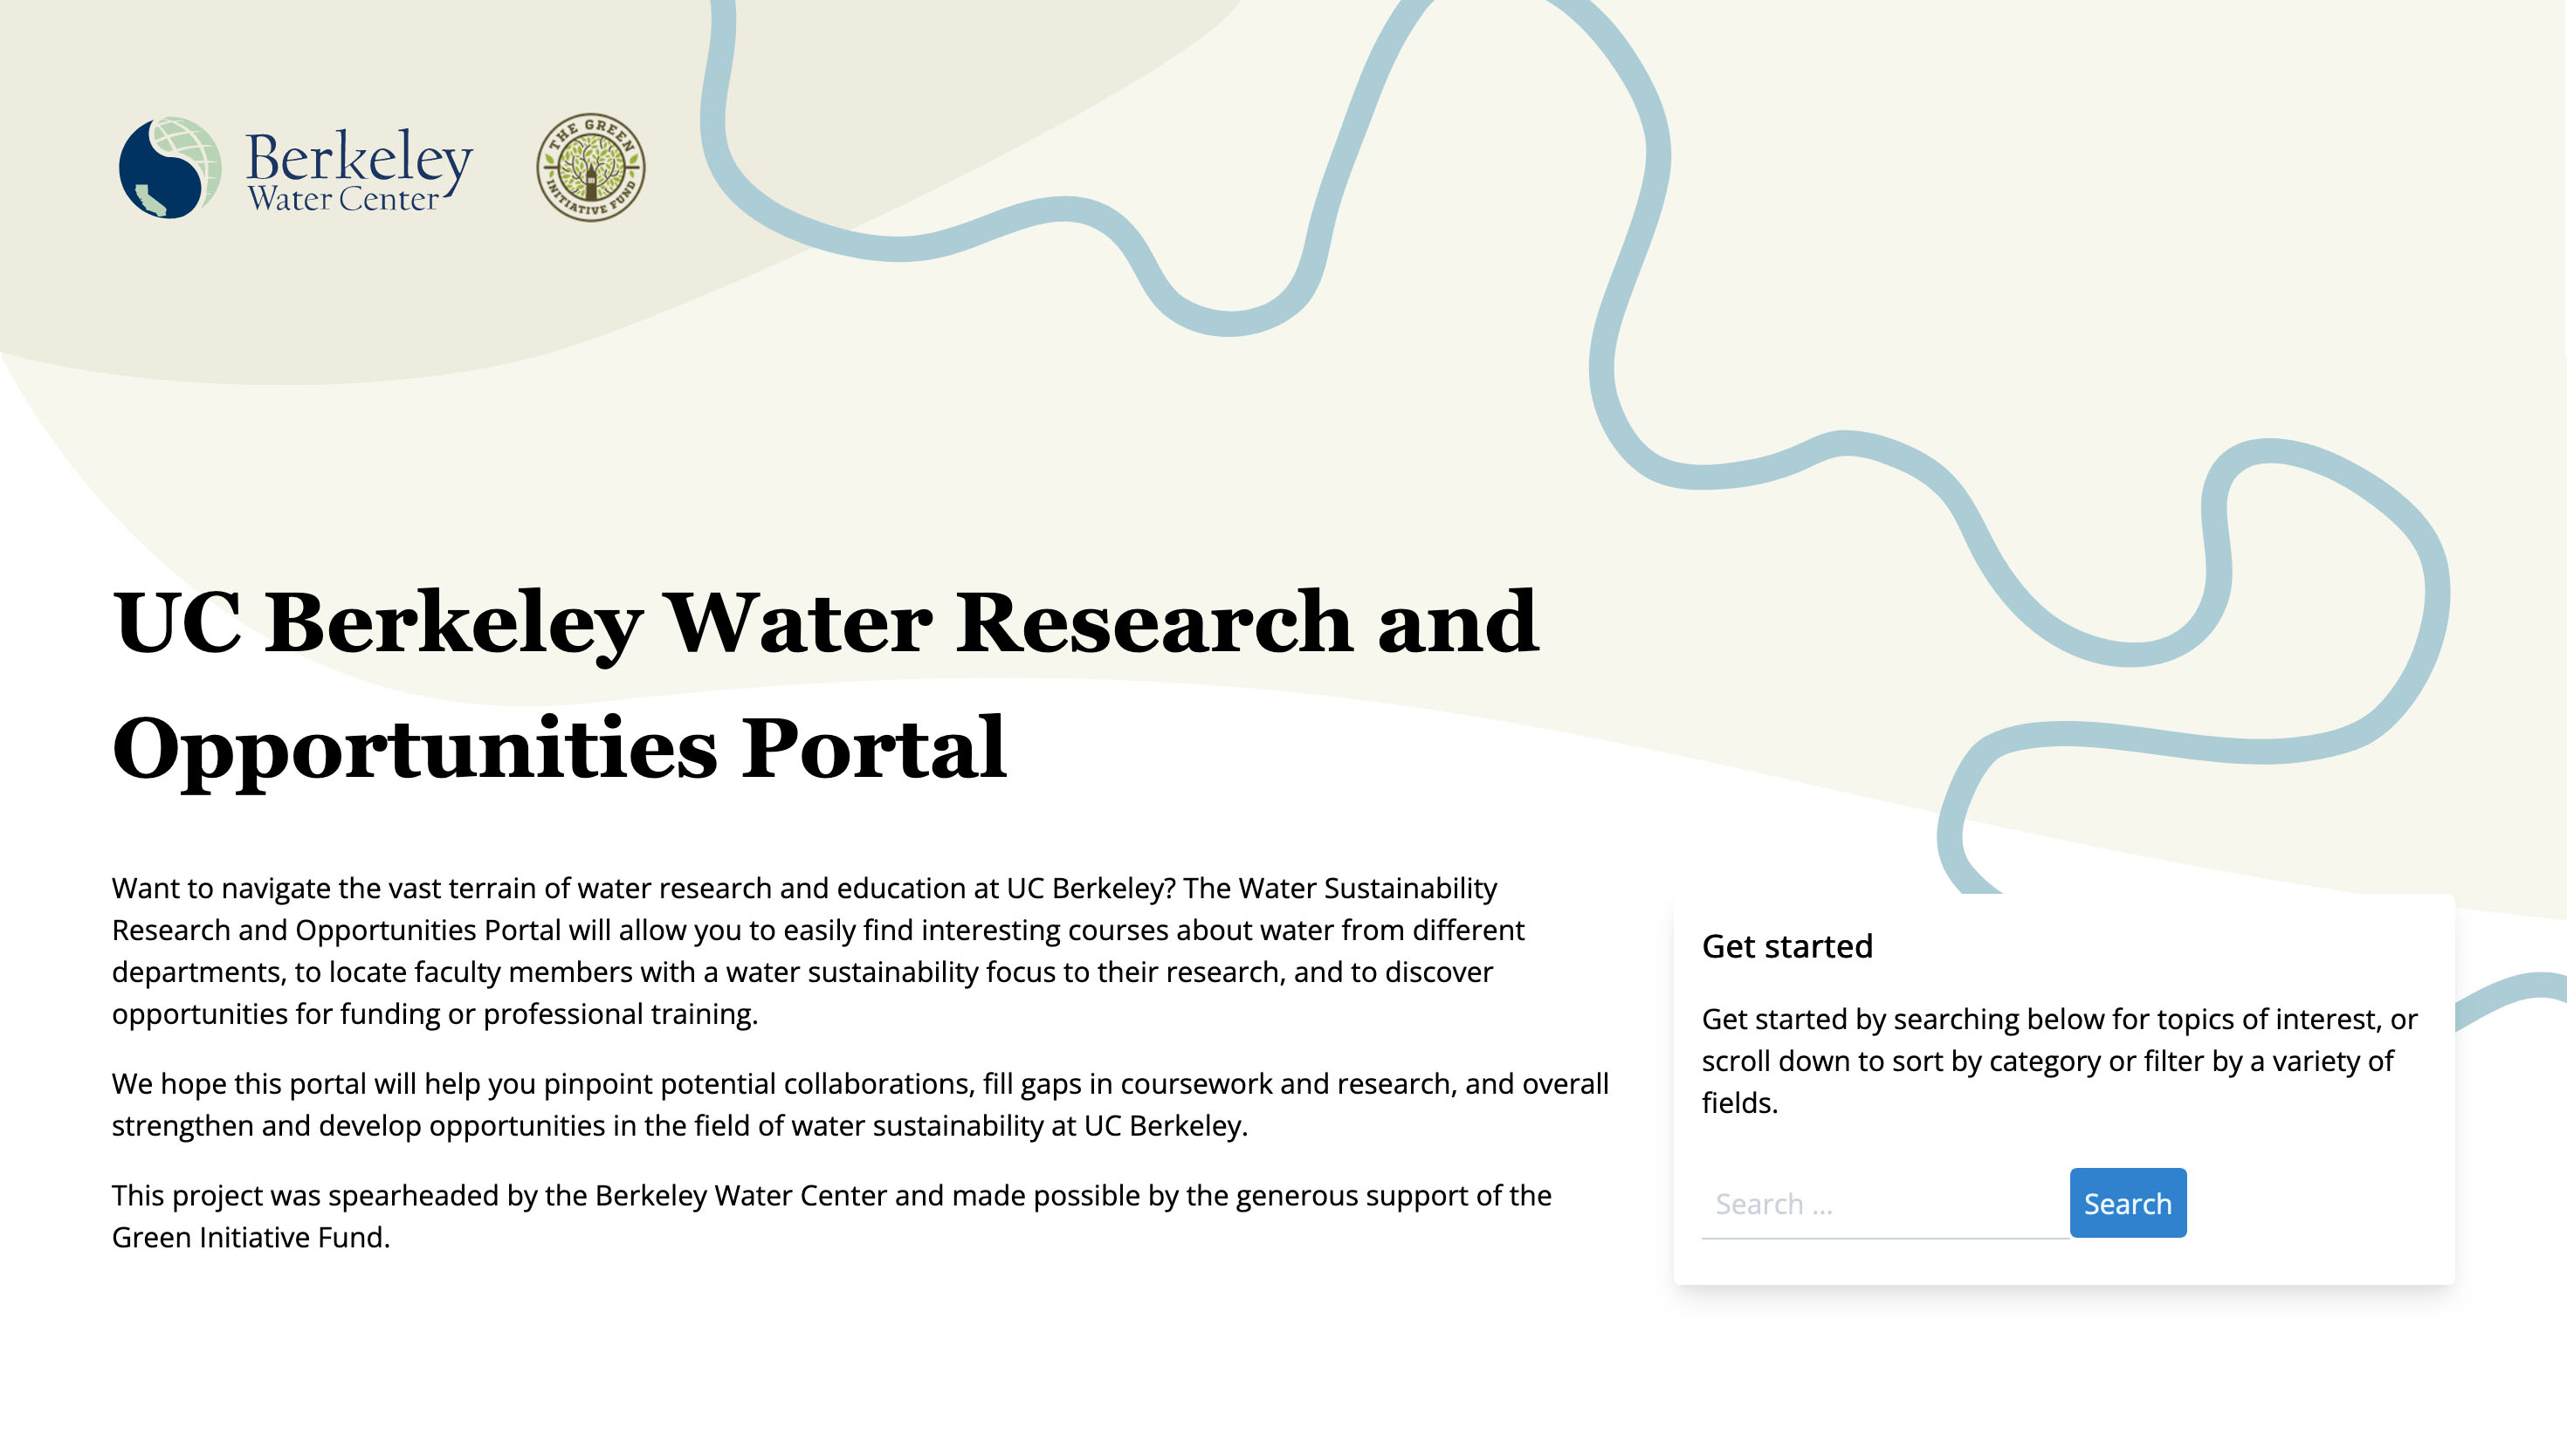 Berkeley
Water Center
THE GREEN
INITIATIVE FUND
UC Berkeley Water Research and
Opportunities Portal
Want to navigate the vast terrain of water research and education at UC Berkeley? The Water Sustainability
Research and Opportunities Portal will allow you to easily find interesting courses about water from different
departments, to locate faculty members with a water sustainability focus to their research, and to discover
opportunities for funding or professional training.
We hope this portal will help you pinpoint potential collaborations, fill gaps in coursework and research, and overall
strengthen and develop opportunities in the field of water sustainability at UC Berkeley.
This project was spearheaded by the Berkeley Water Center and made possible by the generous support of the
Green Initiative Fund.
Get started
Get started by searching below for topics of interest, or
scroll down to sort by category or filter by a variety of
fields.
Search ...
Search